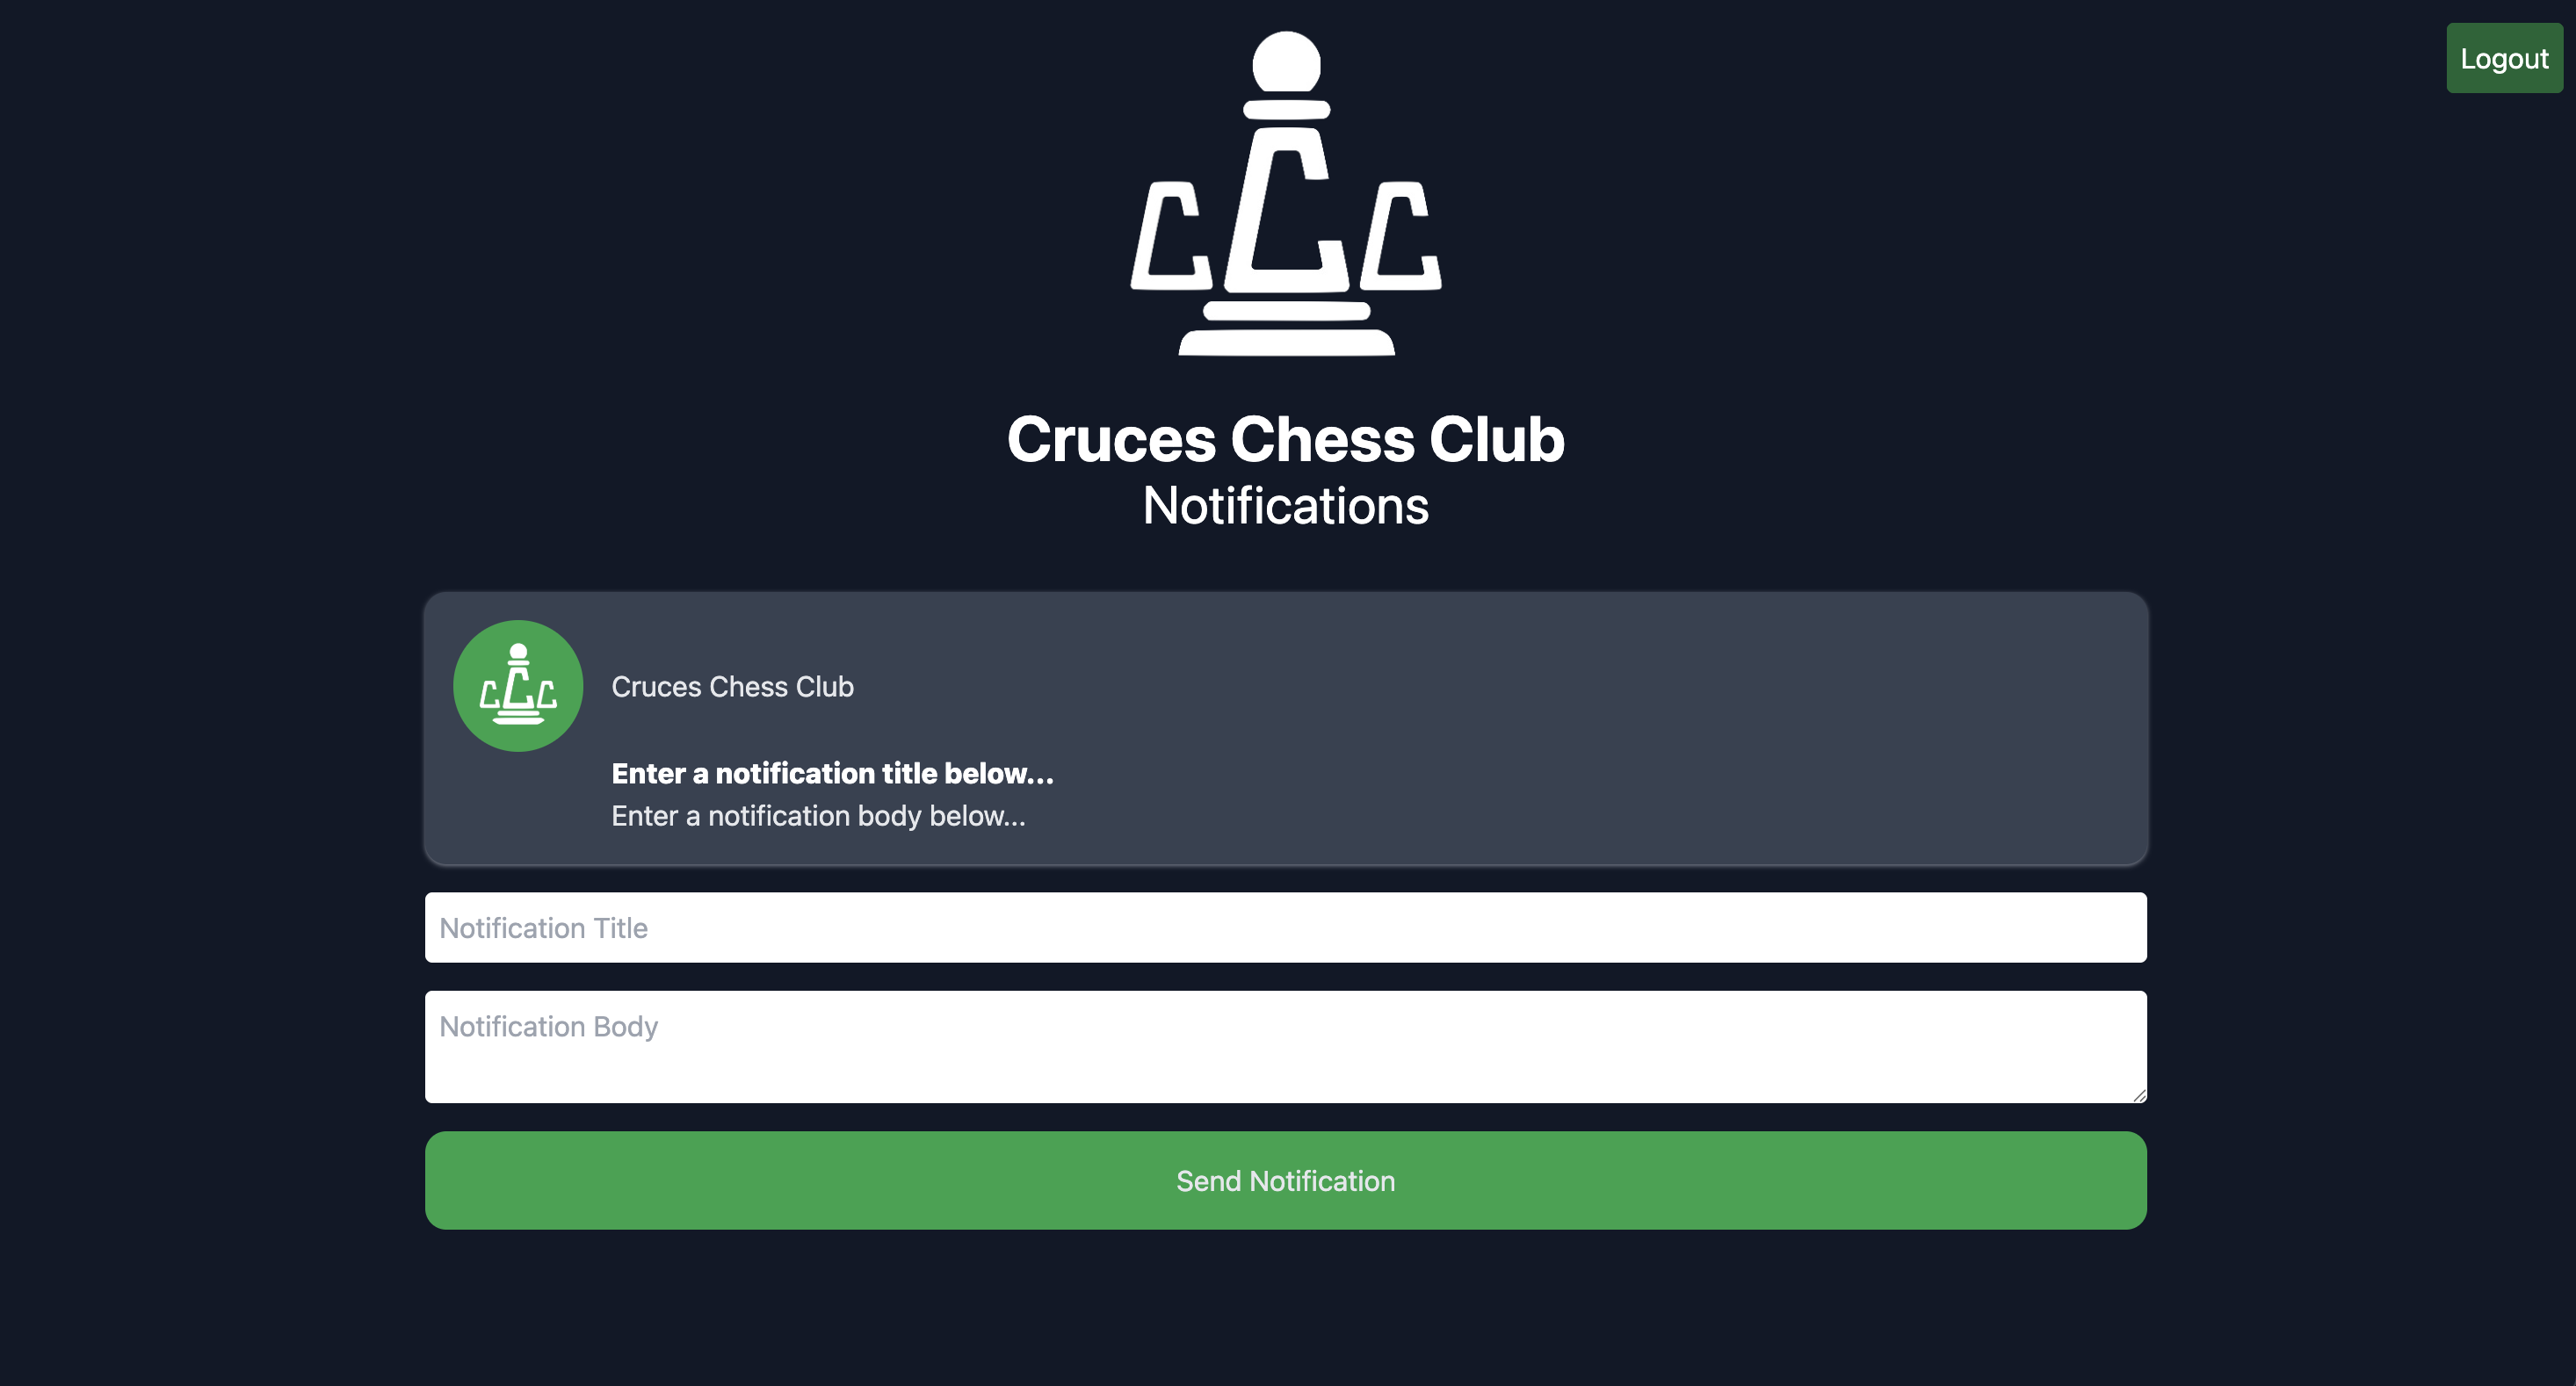 Logout
CCC
Cruces Chess Club
Notifications
CCC
Cruces Chess Club
Enter a notification title below...
Enter a notification body below...
Notification Title
Notification Body
Send Notification